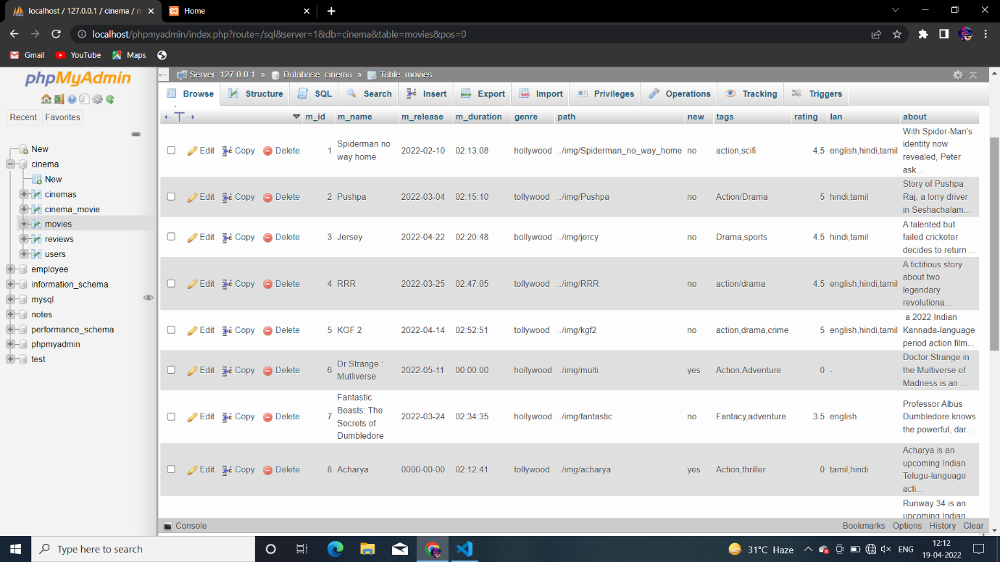 localhost / 127.0.0.1 / cinema / m
Home
localhost/phpmyadmin/index.php?route=/sql&server=1&db=cinema&table=movies&pos=0
Gmail YouTube Maps
phpMyAdmin
Recent Favorites
New
cinema
New
cinemas
cinema_movie
movies
reviews
users
employee
information_schema
mysql
notes
performance_schema
phpmyadmin
test
Server: 127.0.0.1 » Database: cinema » Table: movies
Browse Structure SQL Search Insert Export Import Privileges Operations Tracking Triggers
←T→ m_id m_name m_release m_duration genre path new tags rating lan about
Edit Copy Delete 1 Spiderman no way home 2022-02-10 02:13:08 hollywood ../img/Spiderman_no_way_home no action,scifi 4.5 english,hindi,tamil With Spider-Man's identity now revealed, Peter ask...
Edit Copy Delete 2 Pushpa 2022-03-04 02:15:10 tollywood ../img/Pushpa no Action/Drama 5 hindi,tamil Story of Pushpa Raj, a lorry driver in Seshachalam...
Edit Copy Delete 3 Jersey 2022-04-22 02:20:48 bollywood ../img/jercy no Drama,sports 4.5 hindi,tamil A talented but failed cricketer decides to return ...
Edit Copy Delete 4 RRR 2022-03-25 02:47:05 tollywood ../img/RRR no action/drama 4.5 english,hindi,tamil A fictitious story about two legendary revolutiona...
Edit Copy Delete 5 KGF 2 2022-04-14 02:52:51 tollywood ../img/kgf2 no action,drama,crime 5 english,hindi,tamil a 2022 Indian Kannada-language period action film...
Edit Copy Delete 6 Dr Strange : Mutliverse 2022-05-11 00:00:00 hollywood ../img/multi yes Action,Adventure 0 - Doctor Strange in the Multiverse of Madness is an ...
Edit Copy Delete 7 Fantastic Beasts: The Secrets of Dumbledore 2022-03-24 02:34:35 hollywood ../img/fantastic no Fantacy,adventure 3.5 english Professor Albus Dumbledore knows the powerful, dar...
Edit Copy Delete 8 Acharya 0000-00-00 02:12:41 tollywood ../img/acharya yes Action,thriller 0 tamil,hindi Acharya is an upcoming Indian Telugu-language acti...
Runway 34 is an upcoming Indian
Console Bookmarks Options History Clear
Type here to search
31°C Haze
ENG
12:12
19-04-2022